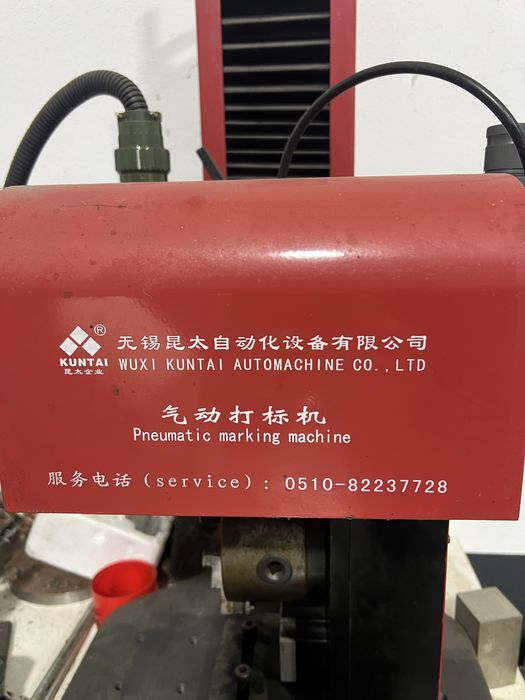 KUNTAI®
昆太企业
无锡昆太自动化设备有限公司
WUXI KUNTAI AUTOMACHINE CO.,LTD
气动打标机
Pneumatic marking machine
服务电话(service): 0510-82237728